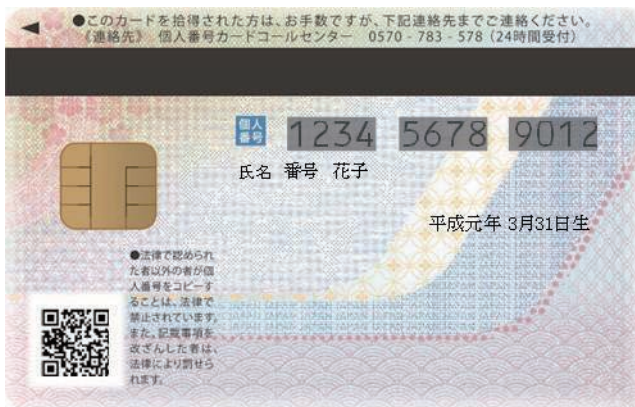 ●このカードを拾得された方は、お手数ですが、下記連絡先までご連絡ください。
《連絡先》 個人番号カードコールセンター 0570-783-578（24時間受付）
個人番号 1234 5678 9012
氏名 番号 花子
平成元年 3月31日生
●法律で認められ
た者以外の者が個
人番号をコピーす
ることは、法律で
禁止されています。
また、記載事項を
改ざんした者は、
法律により罰せら
れます。